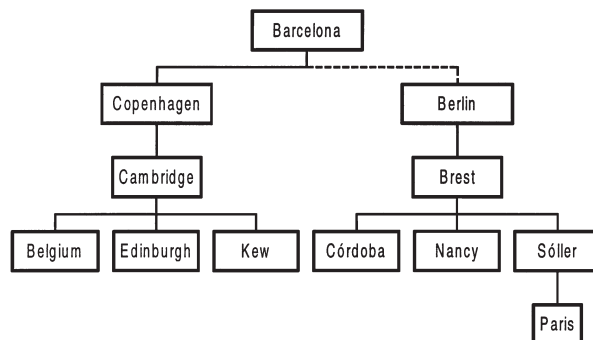 Barcelona
Copenhagen
Berlin
Cambridge
Brest
Belgium
Edinburgh
Kew
Córdoba
Nancy
Sóller
Paris